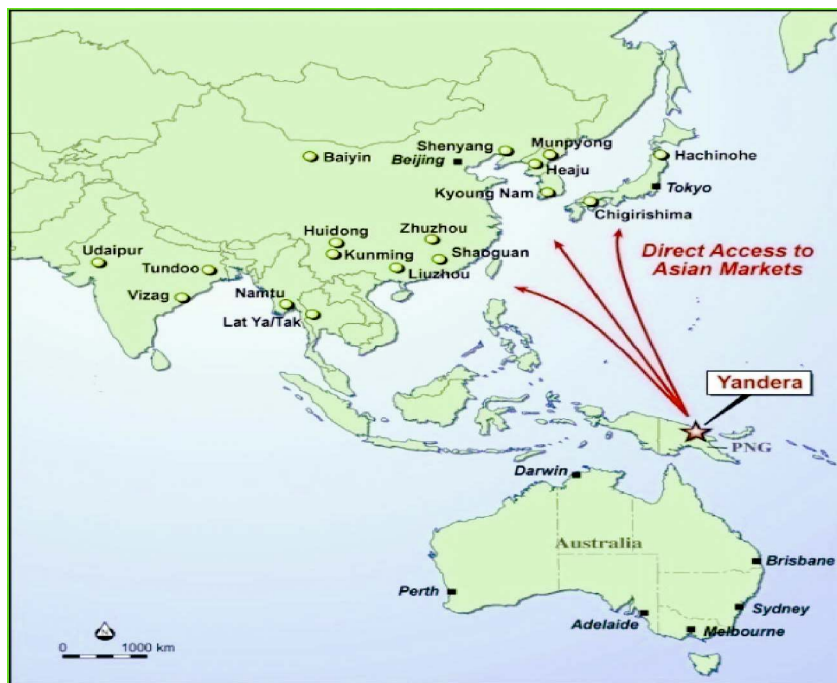 Shenyang
Munpyong
Beijing
Baiyin
Heaju
Hachinohe
Kyoung Nam
Tokyo
Chigirishima
Huidong
Zhuzhou
Udaipur
Kunming
Shaoguan
Direct Access to
Asian Markets
Tundoo
Liuzhou
Vizag
Namtu
Lat Ya/Tak
Yandera
PNG
Darwin
Australia
Brisbane
Perth
Sydney
Adelaide
Melbourne
N
0
1000 km